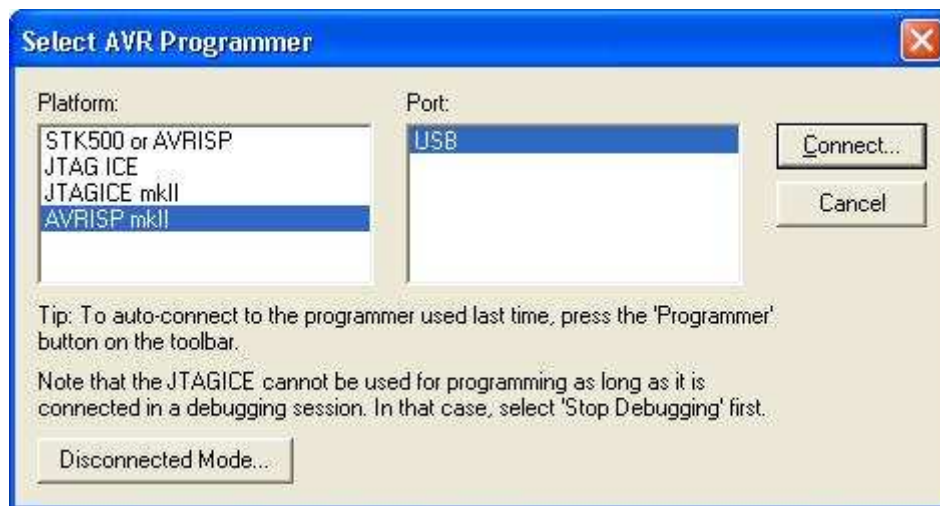 Select AVR Programmer
Platform:
Port:
STK500 or AVRISP
JTAG ICE
JTAGICE mkII
AVRISP mkII
USB
Connect...
Cancel
Tip: To auto-connect to the programmer used last time, press the 'Programmer'
button on the toolbar.
Note that the JTAGICE cannot be used for programming as long as it is
connected in a debugging session. In that case, select 'Stop Debugging' first.
Disconnected Mode...